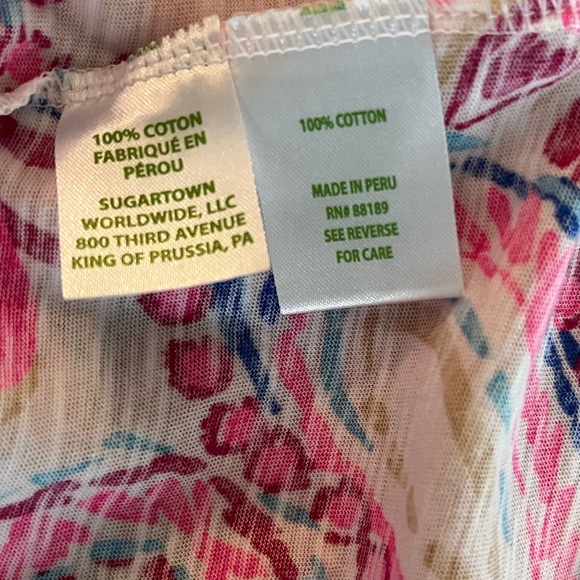 100% COTON
FABRIQUÉ EN
PÉROU
SUGARTOWN
WORLDWIDE, LLC
800 THIRD AVENUE
KING OF PRUSSIA, PA
100% COTTON
MADE IN PERU
RN# 88189
SEE REVERSE
FOR CARE